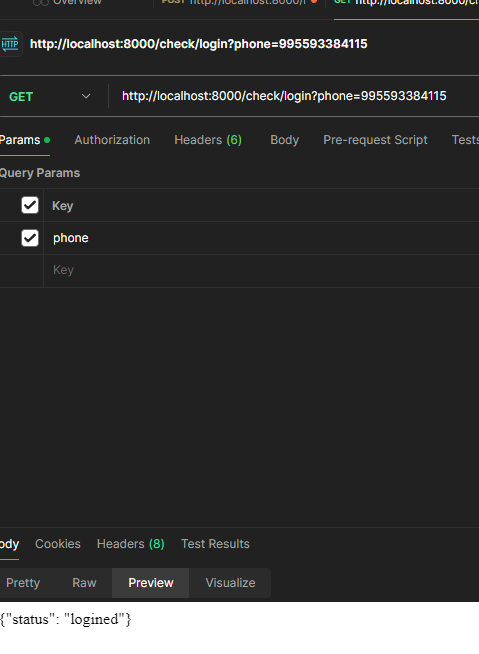 Overview POST http://localhost:8000/ GET http://localhost:8000/
HTTP http://localhost:8000/check/login?phone=995593384115
GET http://localhost:8000/check/login?phone=995593384115
Params Authorization Headers (6) Body Pre-request Script Tests
Query Params
Key
phone
Key
ody Cookies Headers (8) Test Results
Pretty Raw Preview Visualize
{"status": "logined"}